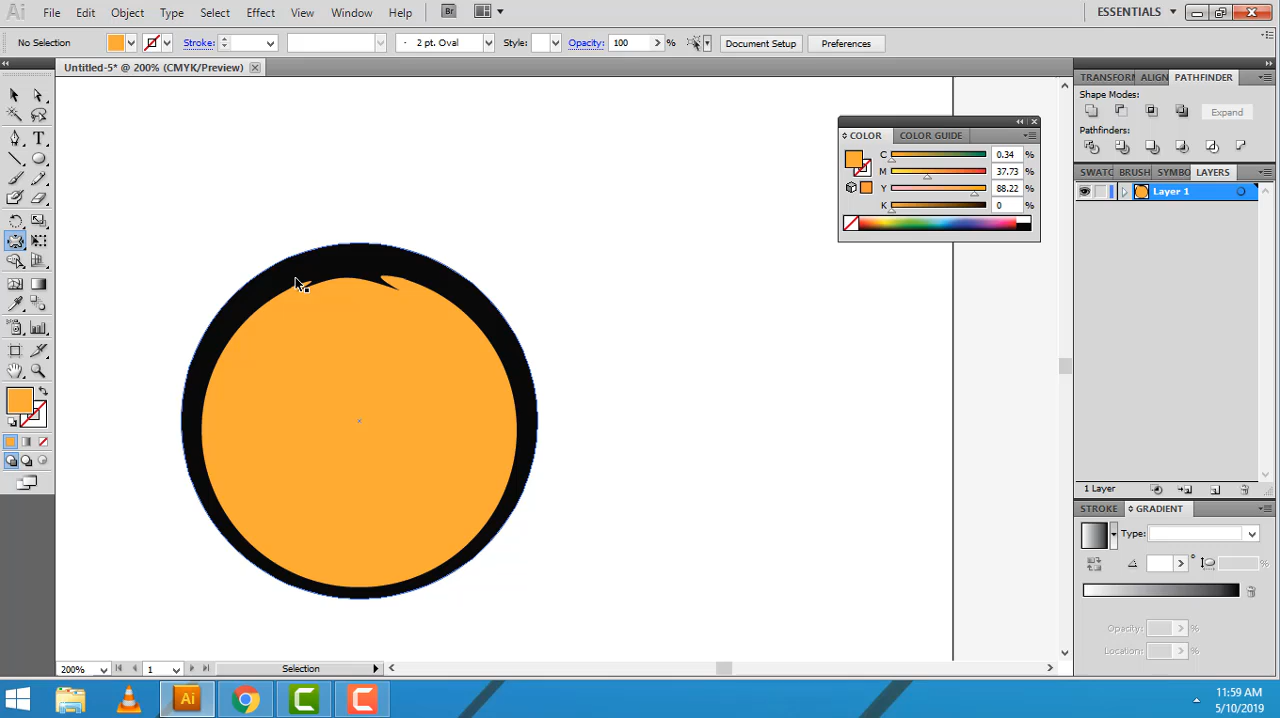 Ai File Edit Object Type Select Effect View Window Help Br ESSENTIALS
No Selection Stroke: 2 pt. Oval Style: Opacity: 100 % Document Setup Preferences
Untitled-5* @ 200% (CMYK/Preview)
TRANSFORM ALIGN PATHFINDER
Shape Modes:
Expand
Pathfinders:
COLOR COLOR GUIDE
C 0.34 %
M 37.73 %
Y 88.22 %
K 0 %
SWATC BRUSH SYMBO LAYERS
Layer 1
T
1 Layer
STROKE GRADIENT
Type:
°
Opacity: %
Location: %
200% 1 Selection
Ai C C
11:59 AM
5/10/2019